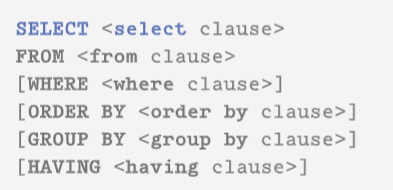 SELECT <select clause>
FROM <from clause>
[WHERE <where clause>]
[ORDER BY <order by clause>]
[GROUP BY <group by clause>]
[HAVING <having clause>]